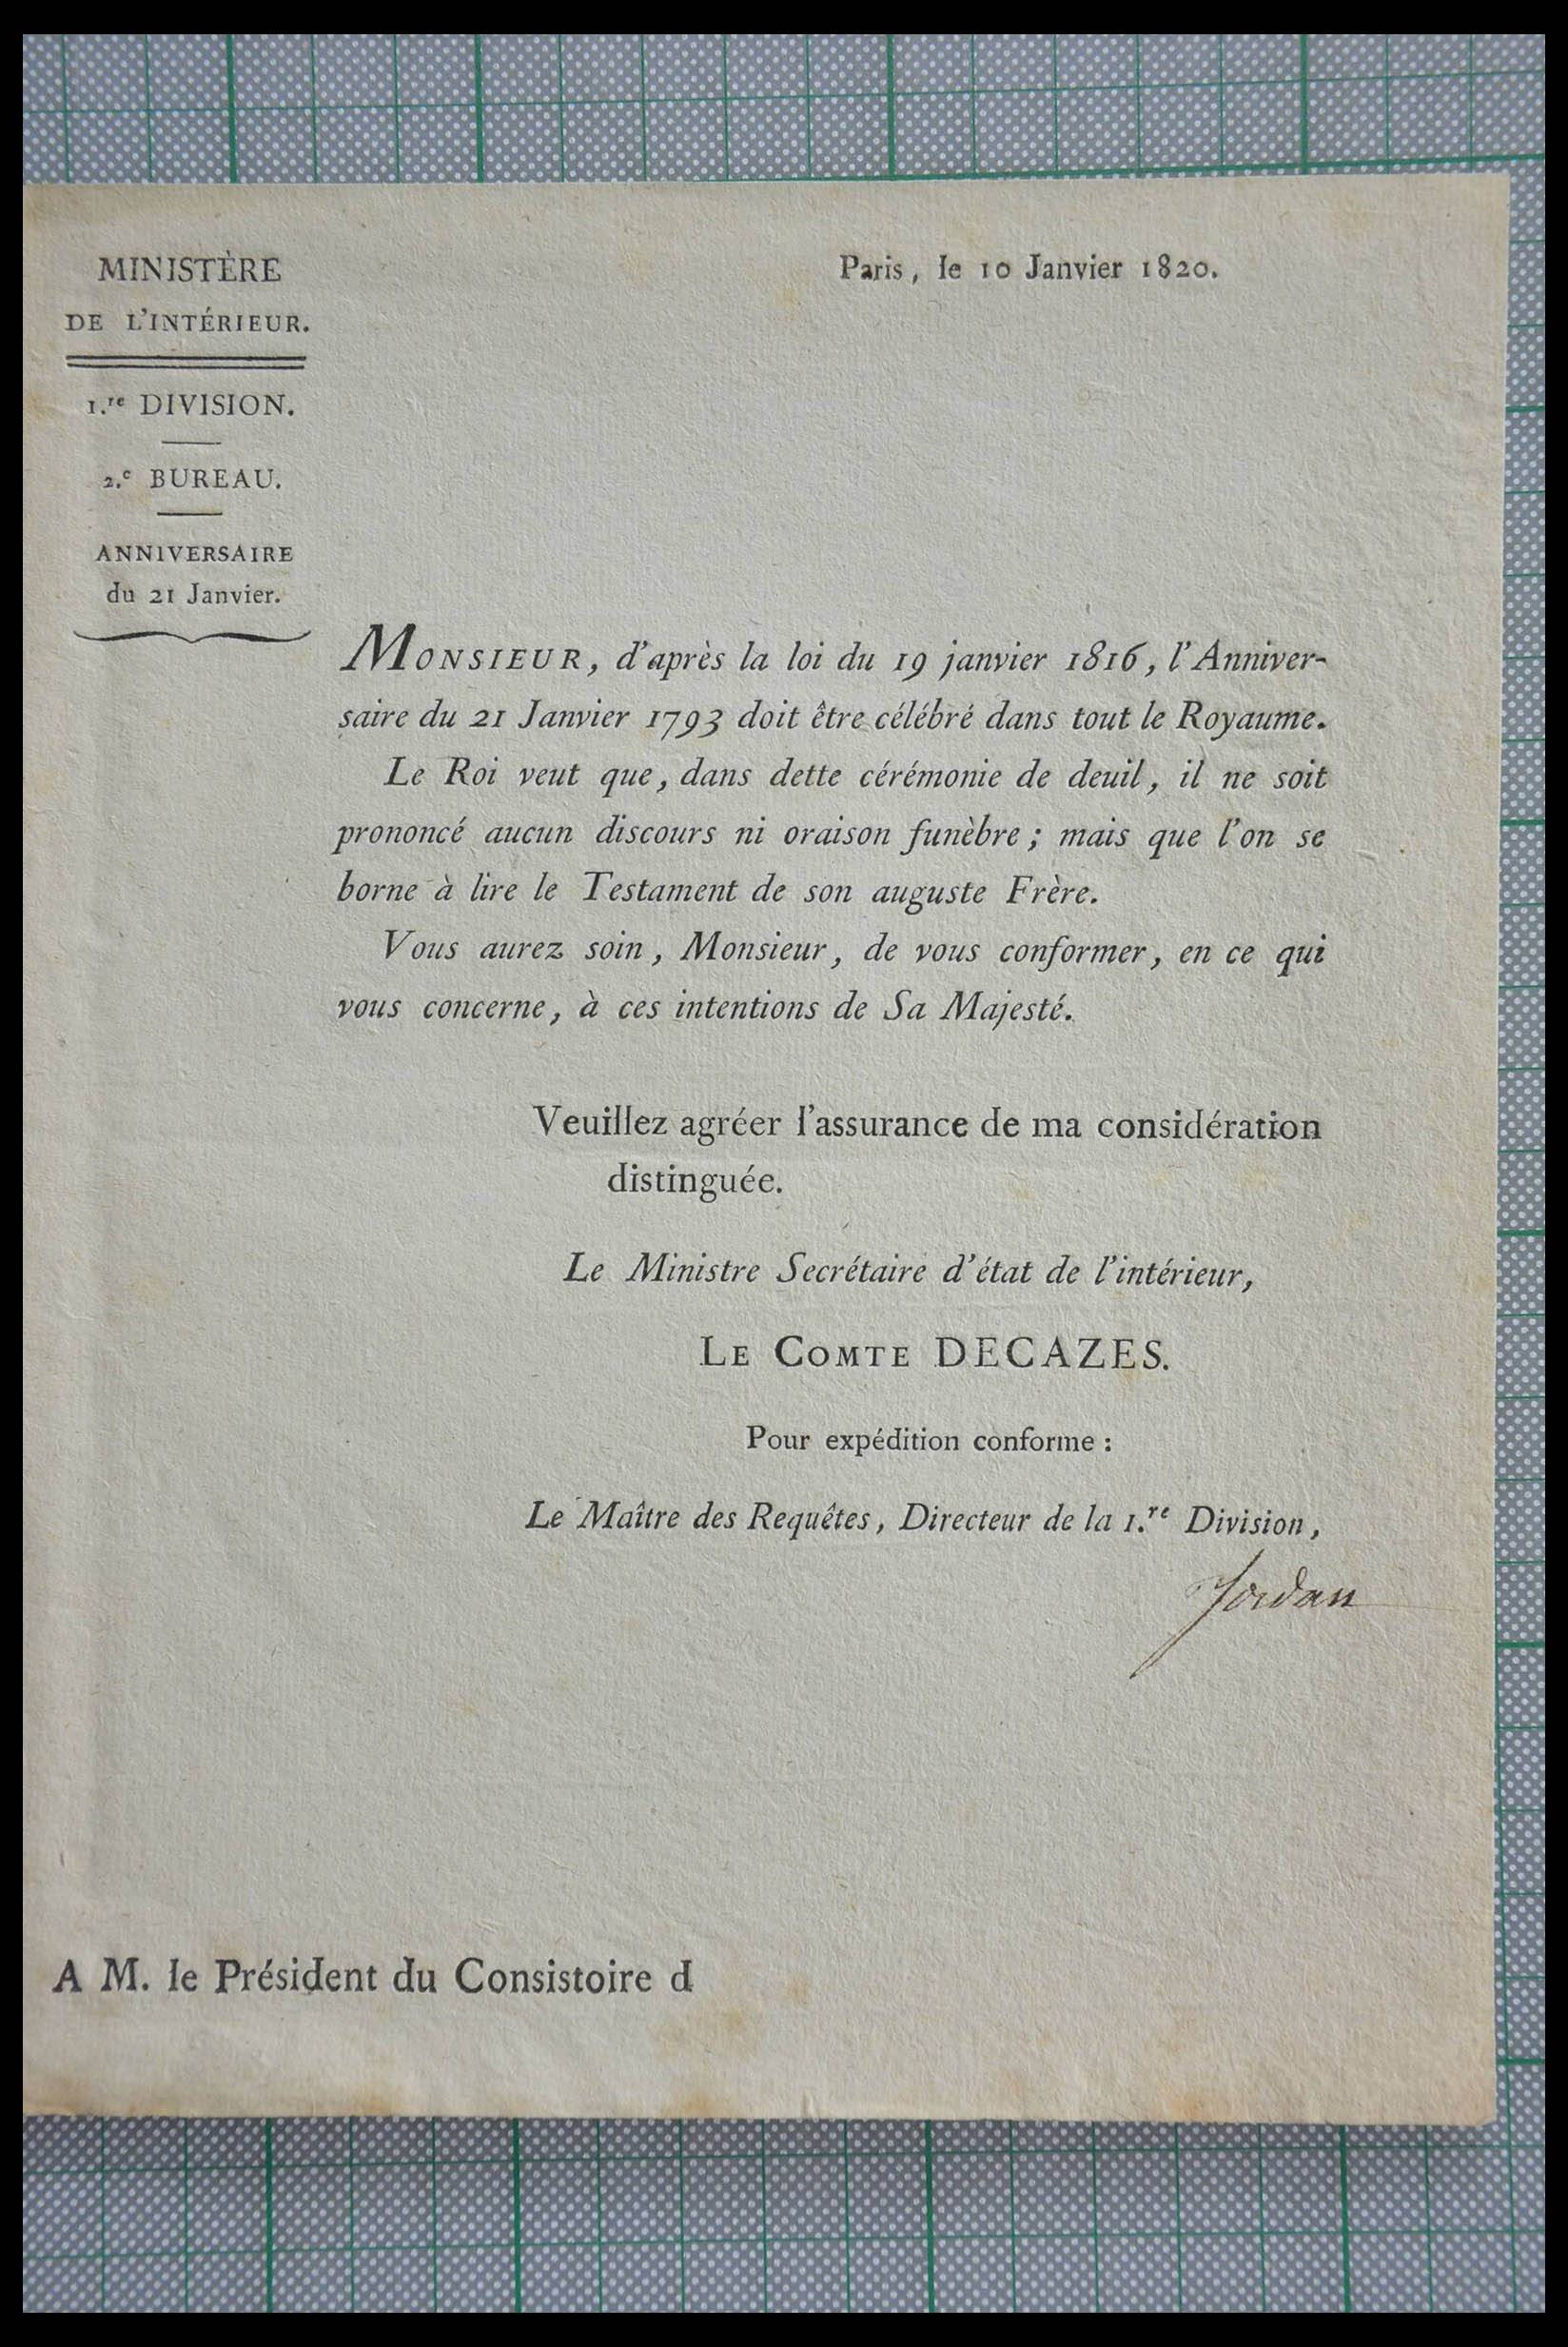 MINISTÈRE
DE L'INTÉRIEUR.
1.re DIVISION.
2.e BUREAU.
ANNIVERSAIRE
du 21 Janvier.
Paris, le 10 Janvier 1820.
MONSIEUR, d'après la loi du 19 janvier 1816, l'Anniver-
saire du 21 Janvier 1793 doit être célébré dans tout le Royaume.
Le Roi veut que, dans dette cérémonie de deuil, il ne soit
prononcé aucun discours ni oraison funèbre; mais que l'on se
borne à lire le Testament de son auguste Frère.
Vous aurez soin, Monsieur, de vous conformer, en ce qui
vous concerne, à ces intentions de Sa Majesté.
Veuillez agréer l'assurance de ma considération
distinguée.
Le Ministre Secrétaire d'état de l'intérieur,
LE COMTE DECAZES.
Pour expédition conforme :
Le Maître des Requêtes, Directeur de la 1.re Division,
Jordan
A M. le Président du Consistoire d